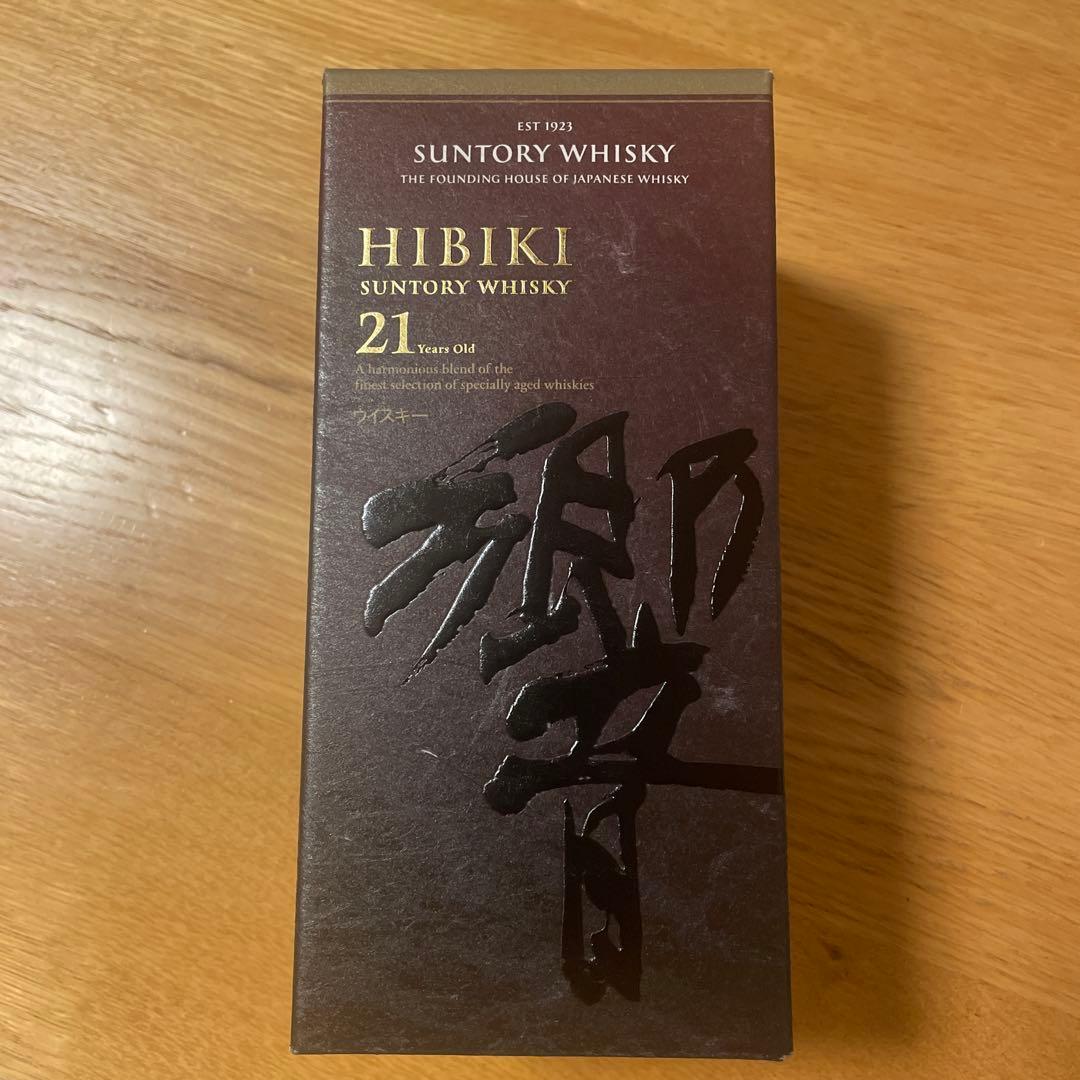 EST 1923
SUNTORY WHISKY
THE FOUNDING HOUSE OF JAPANESE WHISKY
HIBIKI
SUNTORY WHISKY
21 Years Old
A harmonious blend of the
finest selection of specially aged whiskies
ウイスキー
響